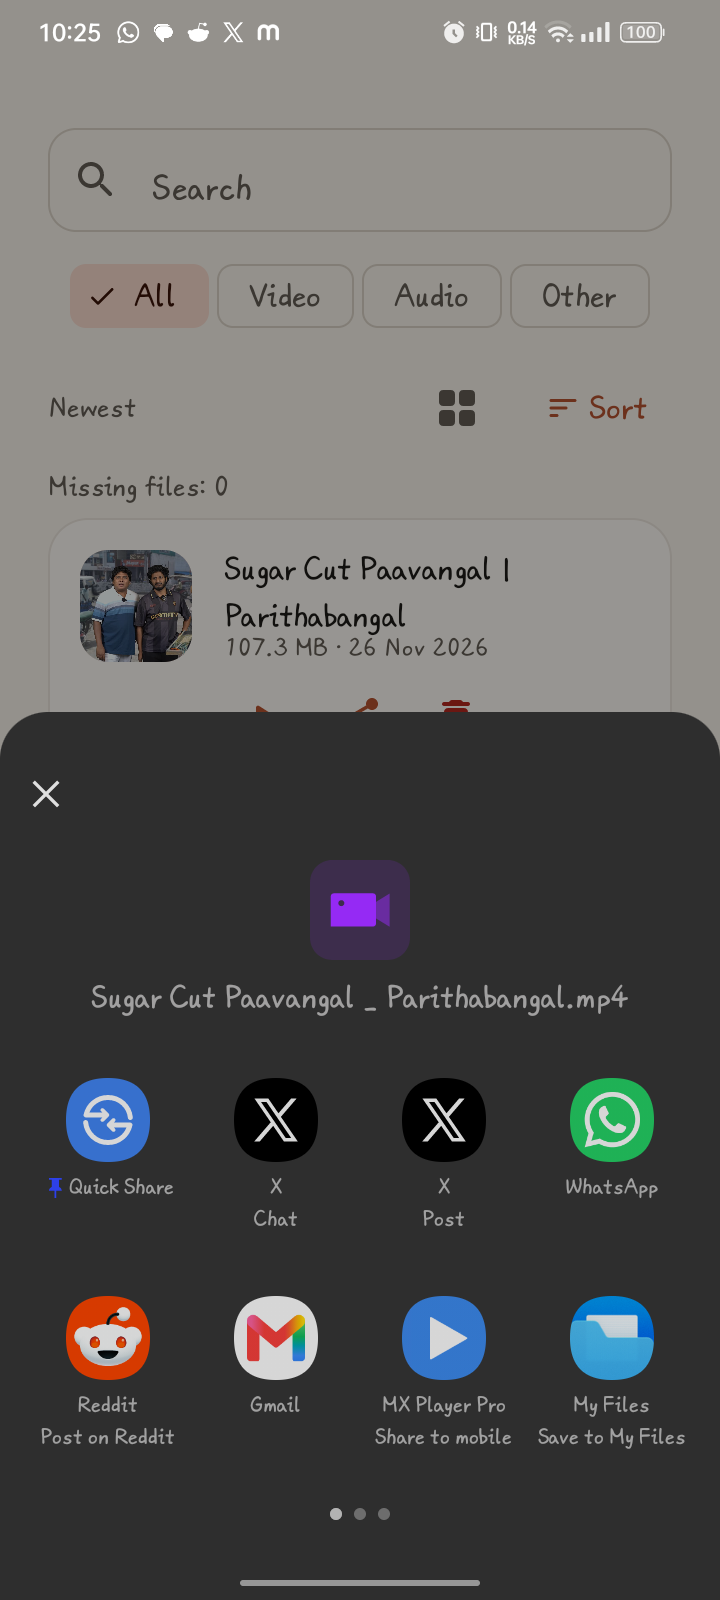 10:25
0.14
KB/S
100
Search
All
Video
Audio
Other
Newest
Sort
Missing files: 0
Sugar Cut Paavangal |
Parithabangal
107.3 MB · 26 Nov 2026
Sugar Cut Paavangal _ Parithabangal.mp4
Quick Share
X
Chat
X
Post
WhatsApp
Reddit
Post on Reddit
Gmail
MX Player Pro
Share to mobile
My Files
Save to My Files